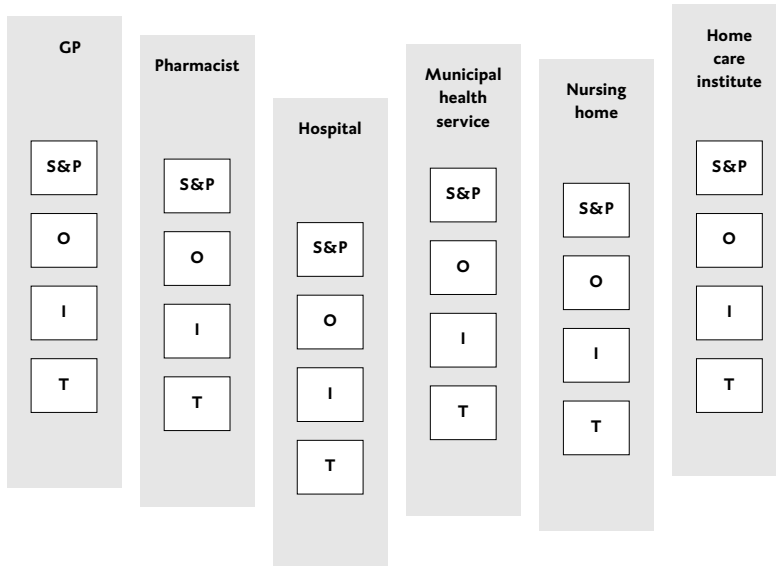 GP
S&P
O
I
T
Pharmacist
S&P
O
I
T
Hospital
S&P
O
I
T
Municipal
health
service
S&P
O
I
T
Nursing
home
S&P
O
I
T
Home
care
institute
S&P
O
I
T